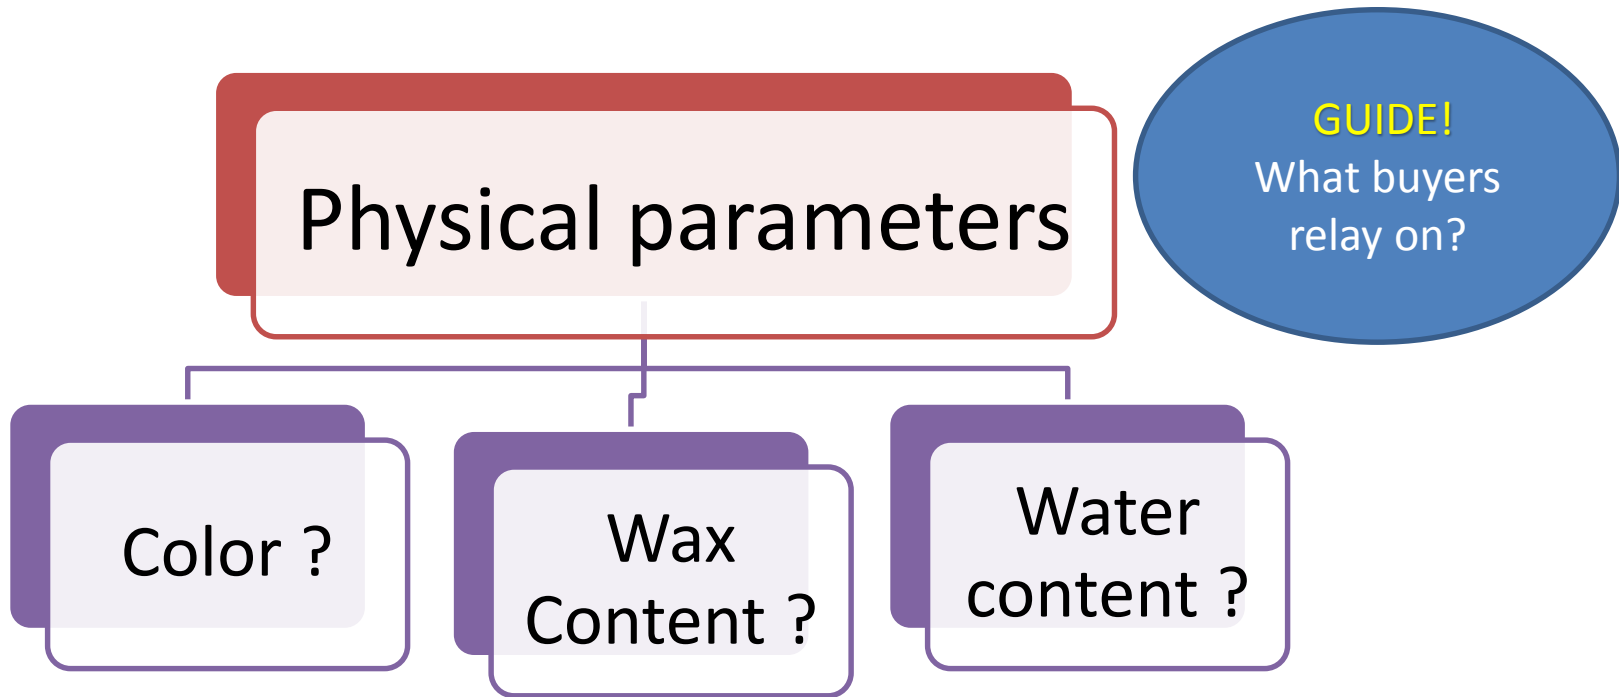 Physical parameters
GUIDE!
What buyers
relay on?
Color ?
Wax
Content ?
Water
content ?